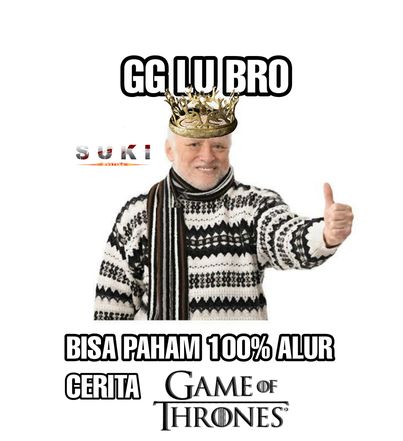 GG LU BRO
SUKI
BISA PAHAM 100% ALUR
CERITA GAME OF
THRONES